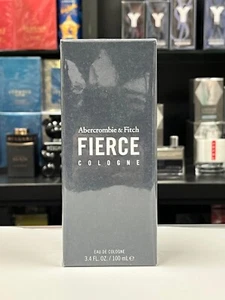 Abercrombie & Fitch
FIERCE
COLOGNE
EAU DE COLOGNE
3.4 FL. OZ. / 100 mL ℮
Y
Y
Y